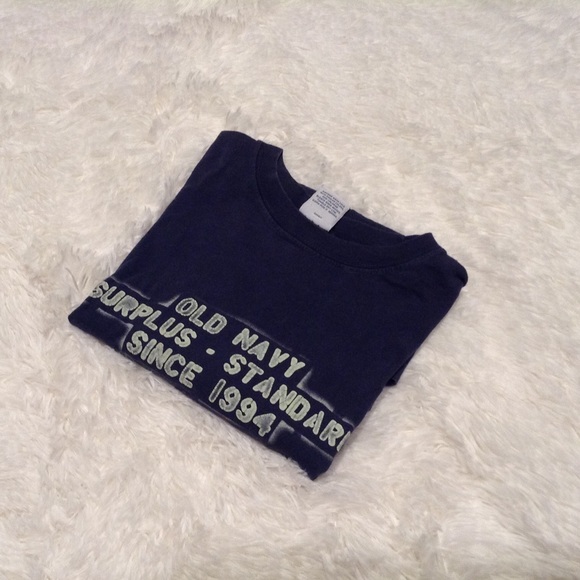 OLD NAVY
SURPLUS - STANDARD
SINCE 1994